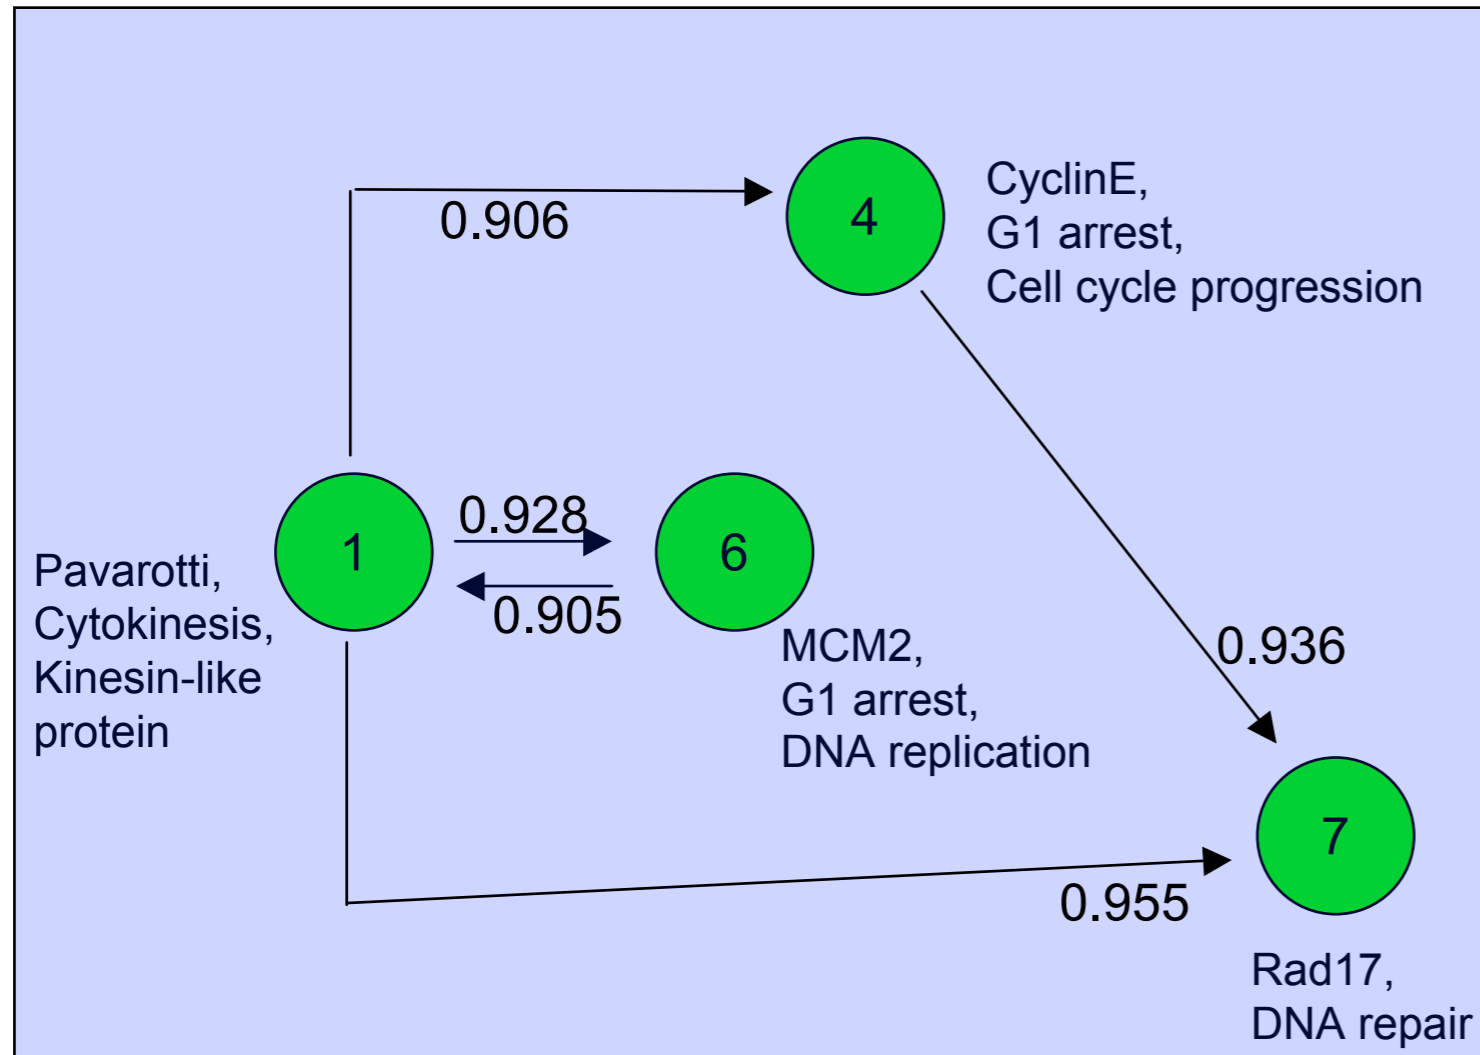 CyclinE,
G1 arrest,
Cell cycle progression
4
0.906
0.928
1
6
0.905
Pavarotti,
Cytokinesis,
Kinesin-like
protein
MCM2,
G1 arrest,
DNA replication
0.936
7
0.955
Rad17,
DNA repair